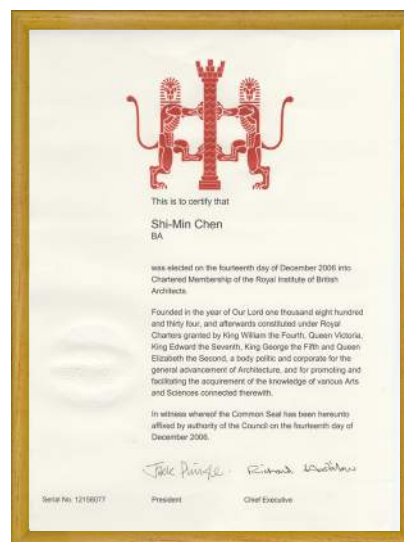 This is to certify that
Shi-Min Chen
BA
was elected on the fourteenth day of December 2006 into
Chartered Membership of the Royal Institute of British
Architects.
Founded in the year of Our Lord one thousand eight hundred
and thirty four, and afterwards constituted under Royal
Charters granted by King William the Fourth, Queen Victoria,
King Edward the Seventh, King George the Fifth and Queen
Elizabeth the Second, a body politic and corporate for the
general advancement of Architecture, and for promoting and
facilitating the acquirement of the knowledge of various Arts
and Sciences connected therewith.
In witness whereof the Common Seal has been hereunto
affixed by authority of the Council on the fourteenth day of
December 2006.
Jack Pringle. Richard
Serial No. 12156077 President Chief Executive